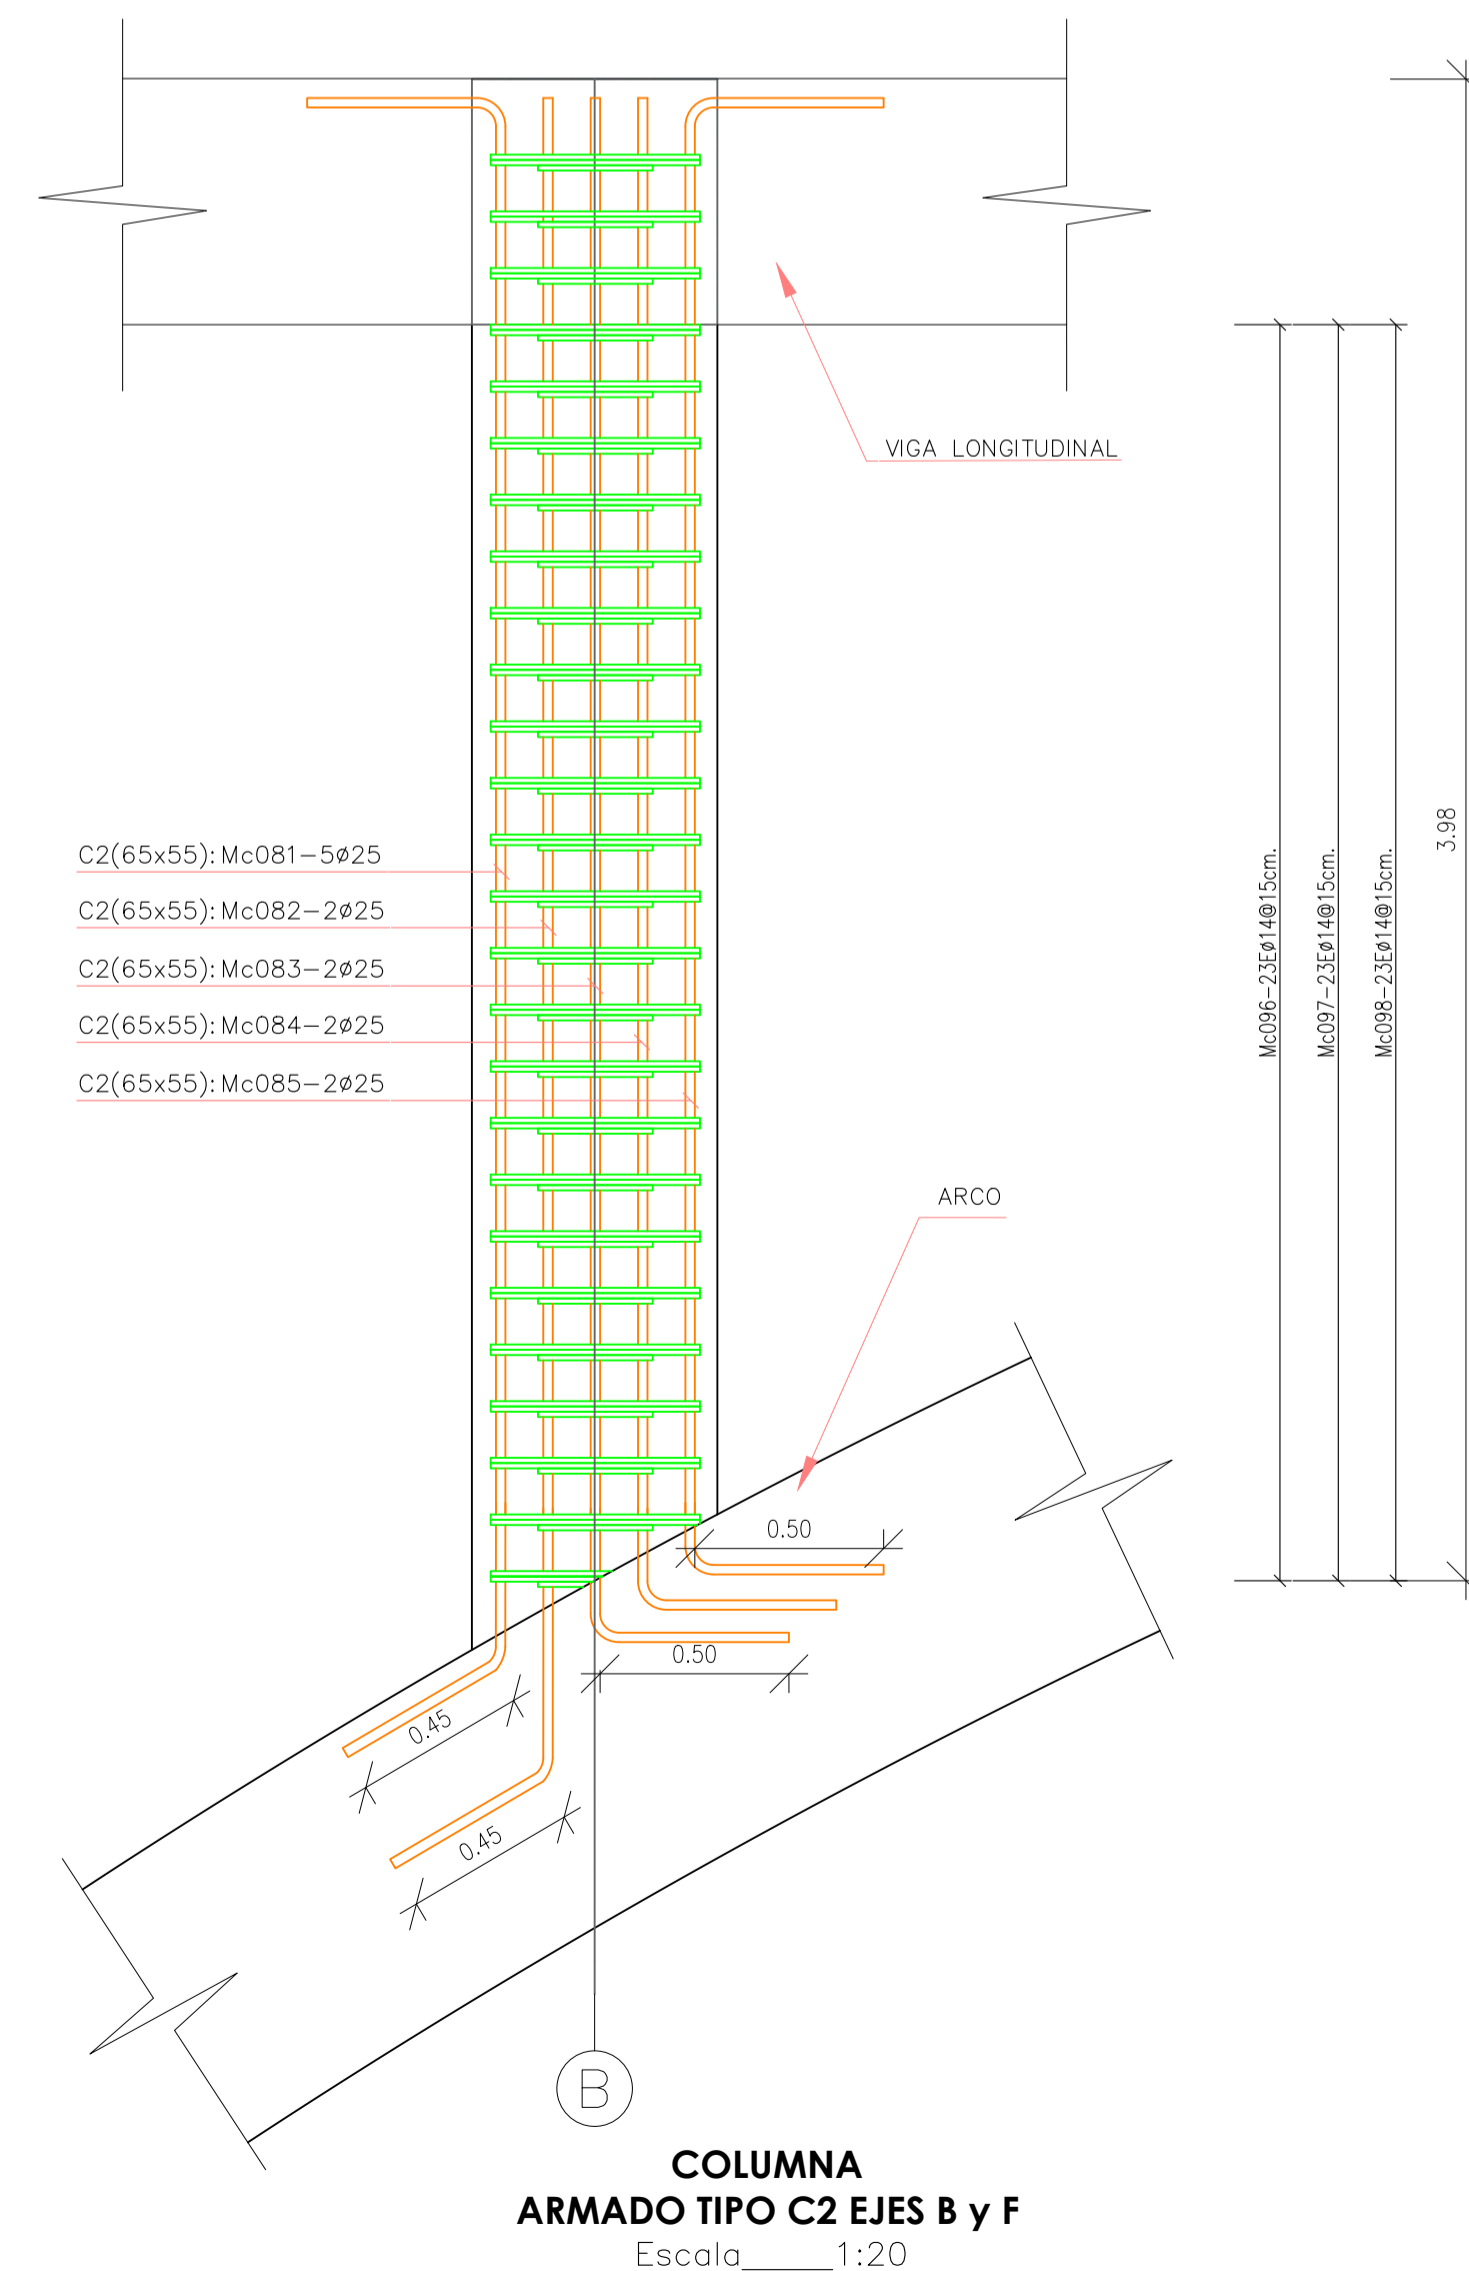 VIGA LONGITUDINAL
3.98
C2(65x55):Mc081-5ø25
C2(65x55):Mc082-2ø25
C2(65x55):Mc083-2ø25
C2(65x55):Mc084-2ø25
C2(65x55):Mc085-2ø25
Mc096-23Eø14@15cm.
Mc097-23Eø14@15cm.
Mc098-23Eø14@15cm.
ARCO
0.50
0.50
0.45
0.45
B
COLUMNA
ARMADO TIPO C2 EJES B y F
Escala_____1:20